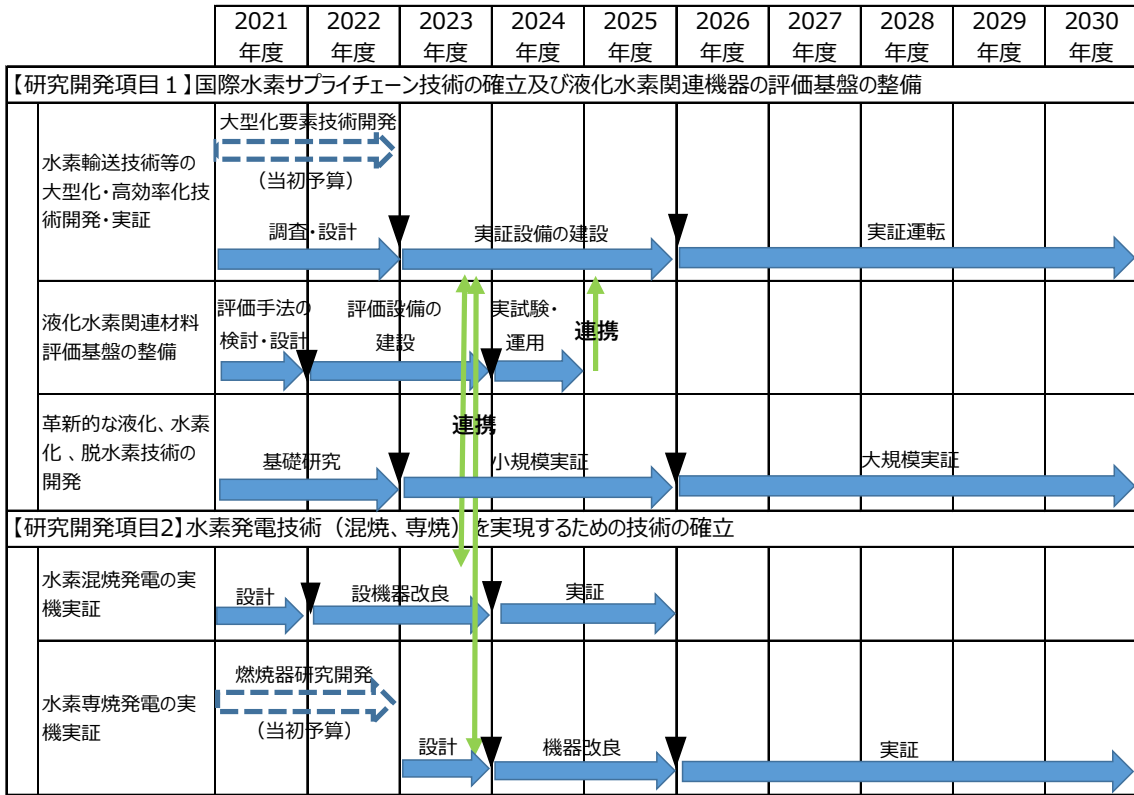 2021
年度
2022
年度
2023
年度
2024
年度
2025
年度
2026
年度
2027
年度
2028
年度
2029
年度
2030
年度
【研究開発項目１】国際水素サプライチェーン技術の確立及び液化水素関連機器の評価基盤の整備
水素輸送技術等の
大型化・高効率化技
術開発・実証
大型化要素技術開発
（当初予算）
調査・設計
実証設備の建設
実証運転
液化水素関連材料
評価基盤の整備
評価手法の
検討・設計
評価設備の
建設
実試験・
運用
連携
革新的な液化、水素
化 、脱水素技術の
開発
連携
基礎研究
小規模実証
大規模実証
【研究開発項目2】水素発電技術（混焼、専焼）を実現するための技術の確立
水素混焼発電の実
機実証
設計
設機器改良
実証
水素専焼発電の実
機実証
燃焼器研究開発
（当初予算）
設計
機器改良
実証